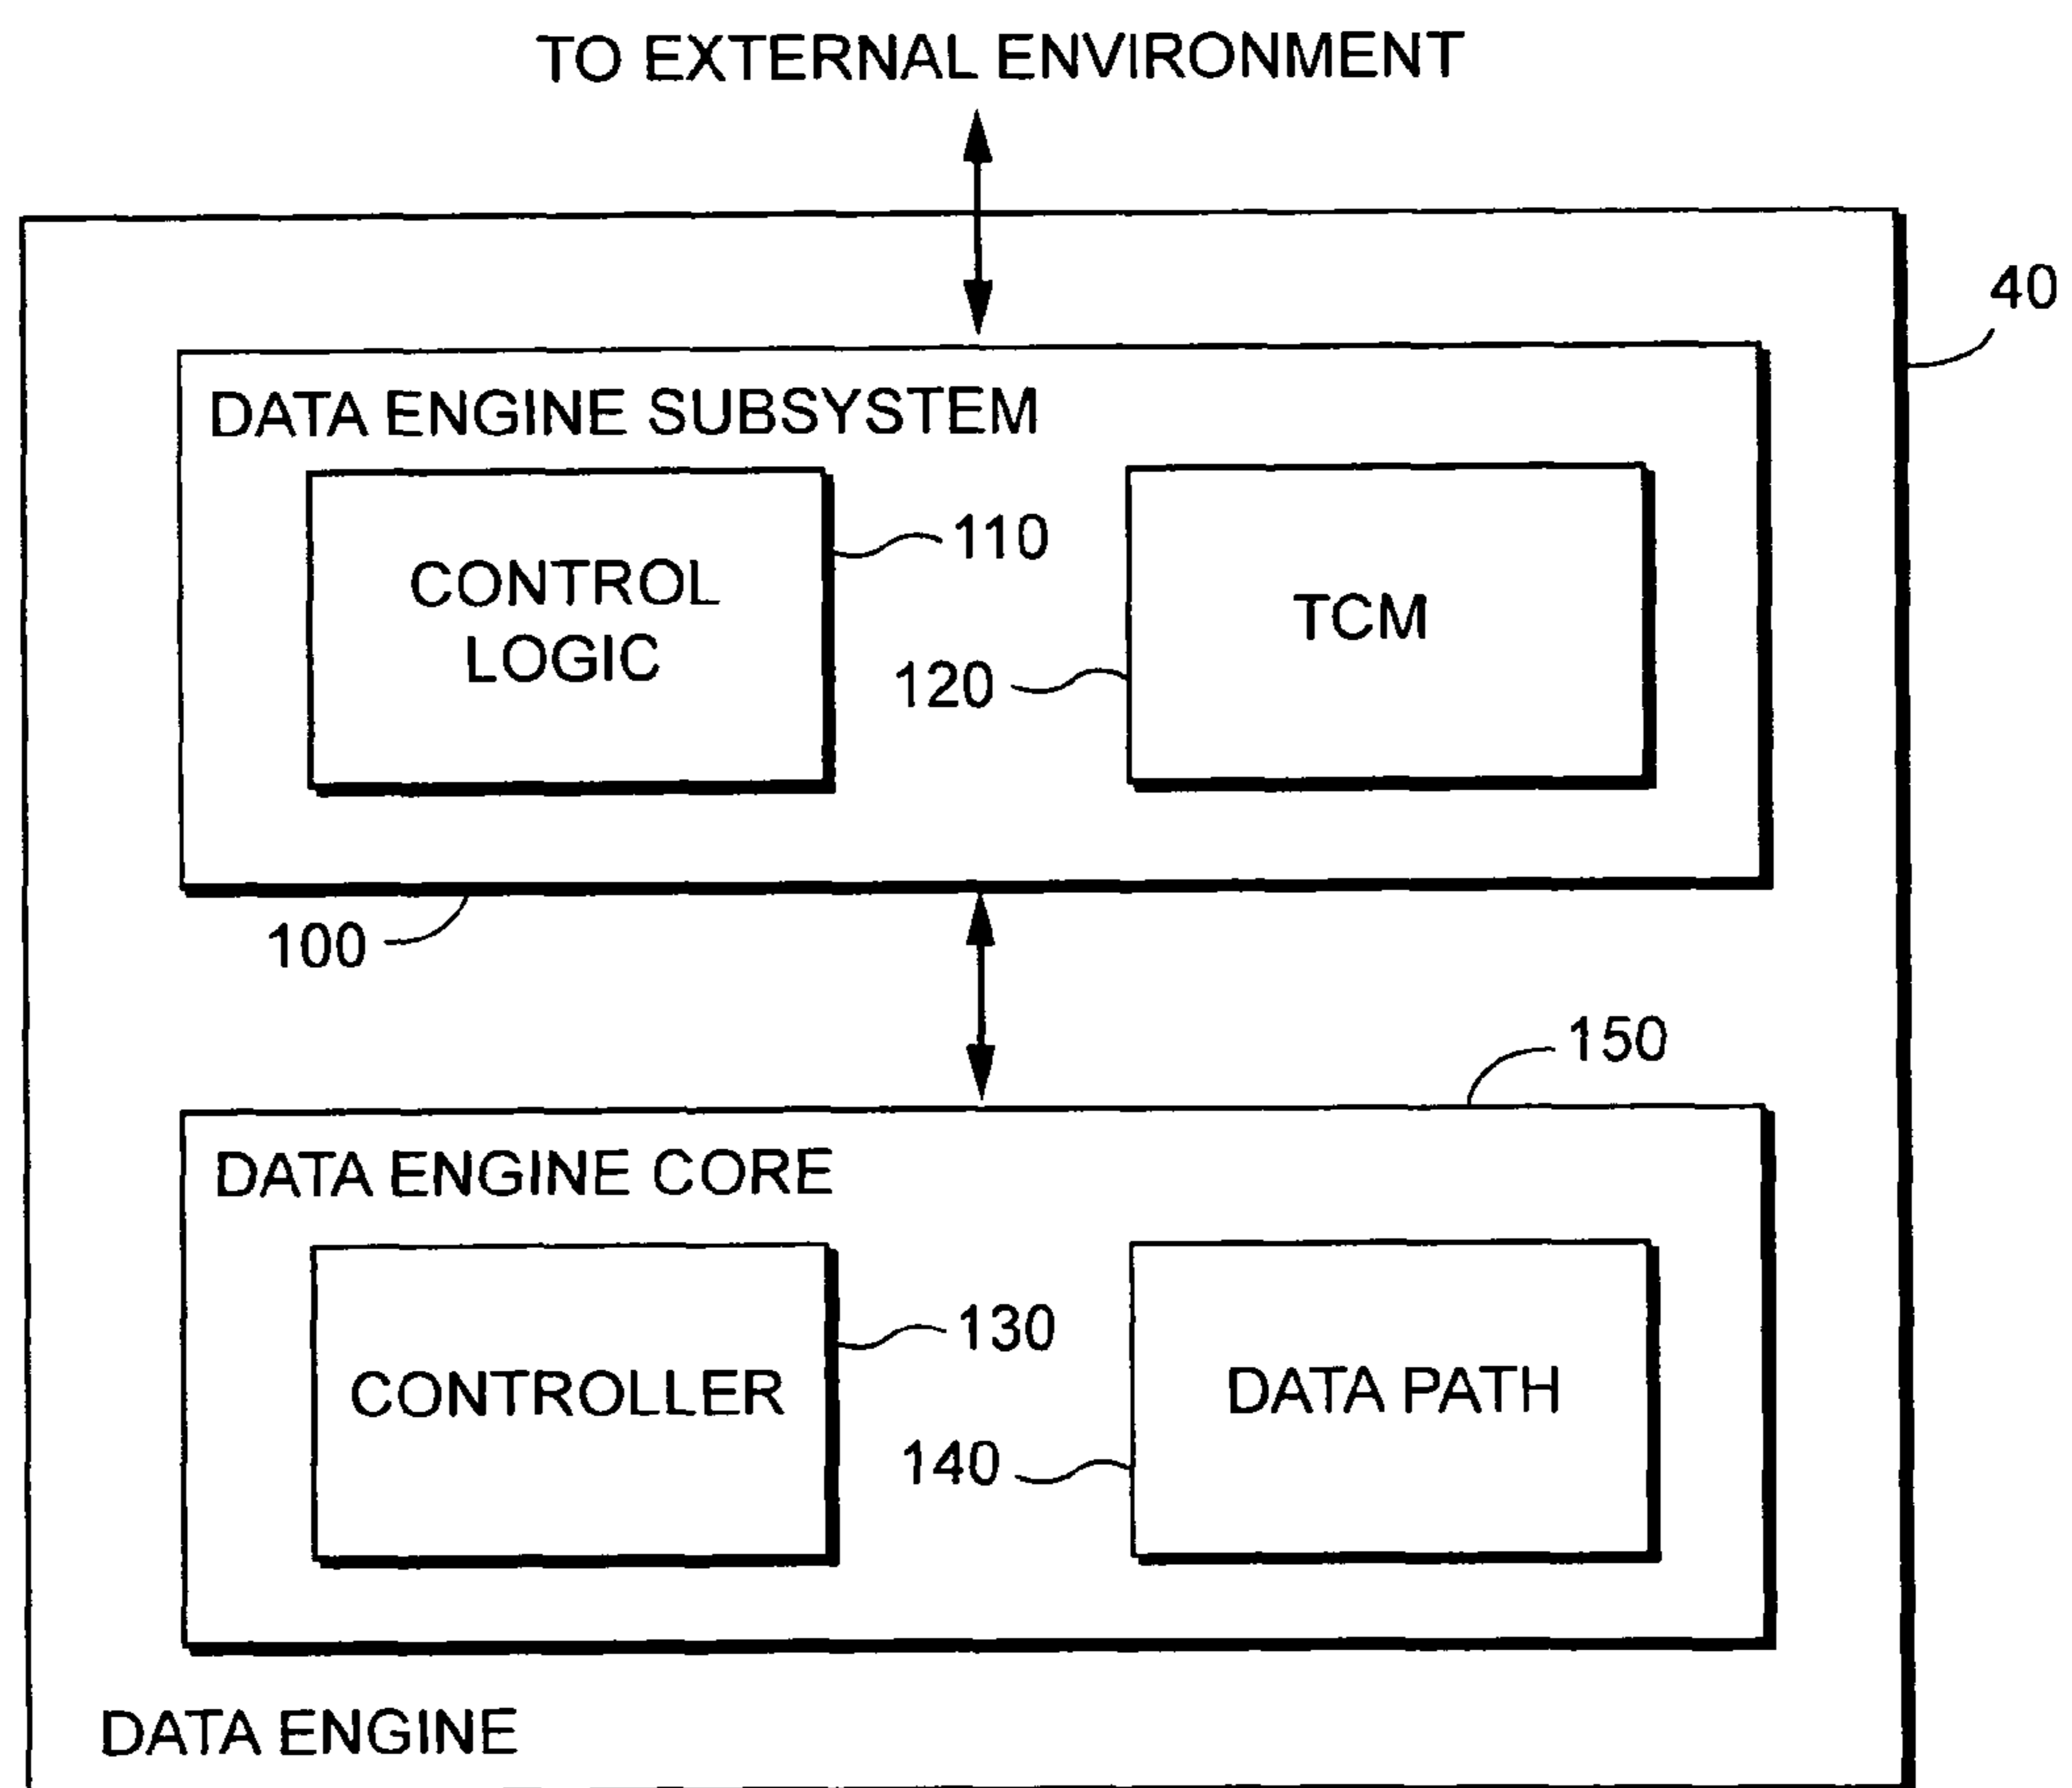 TO EXTERNAL ENVIRONMENT
40
DATA ENGINE SUBSYSTEM
CONTROL
LOGIC
110
TCM
120
100
150
DATA ENGINE CORE
CONTROLLER
130
DATA PATH
140
DATA ENGINE